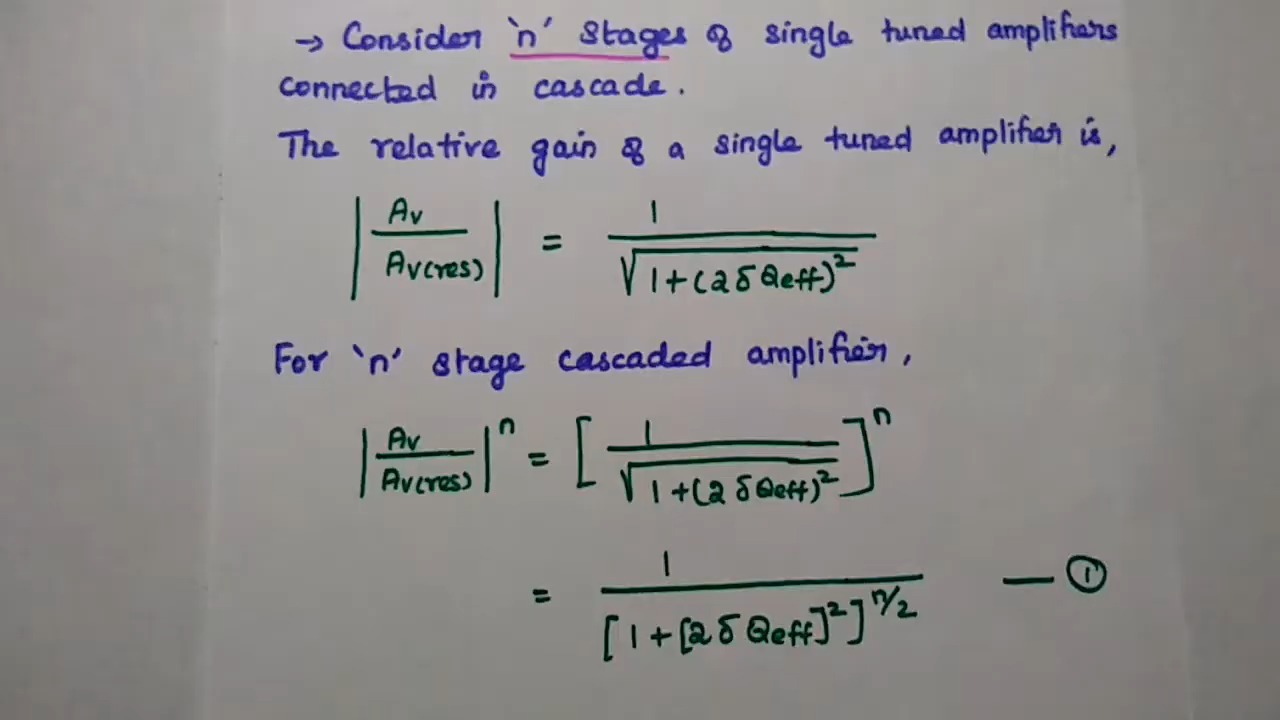 → Consider 'n' stages of single tuned amplifiers
connected in cascade.
The relative gain of a single tuned amplifier is,
|Av / Av(res)| = 1 / √(1+(2δQeff)²)
For 'n' stage cascaded amplifier,
|Av / Av(res)|ⁿ = [1 / √(1+(2δQeff)²)]ⁿ
= 1 / [1+[2δQeff]²]^(n/2) — ①